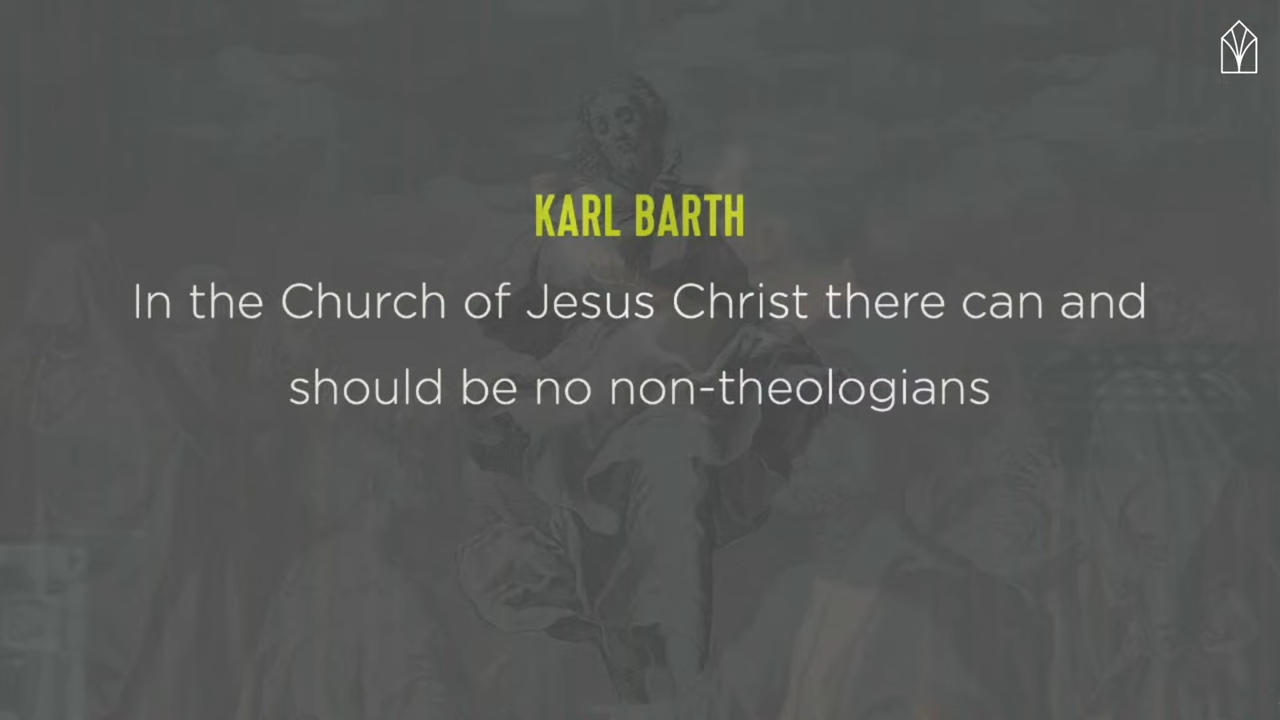 KARL BARTH
In the Church of Jesus Christ there can and
should be no non-theologians